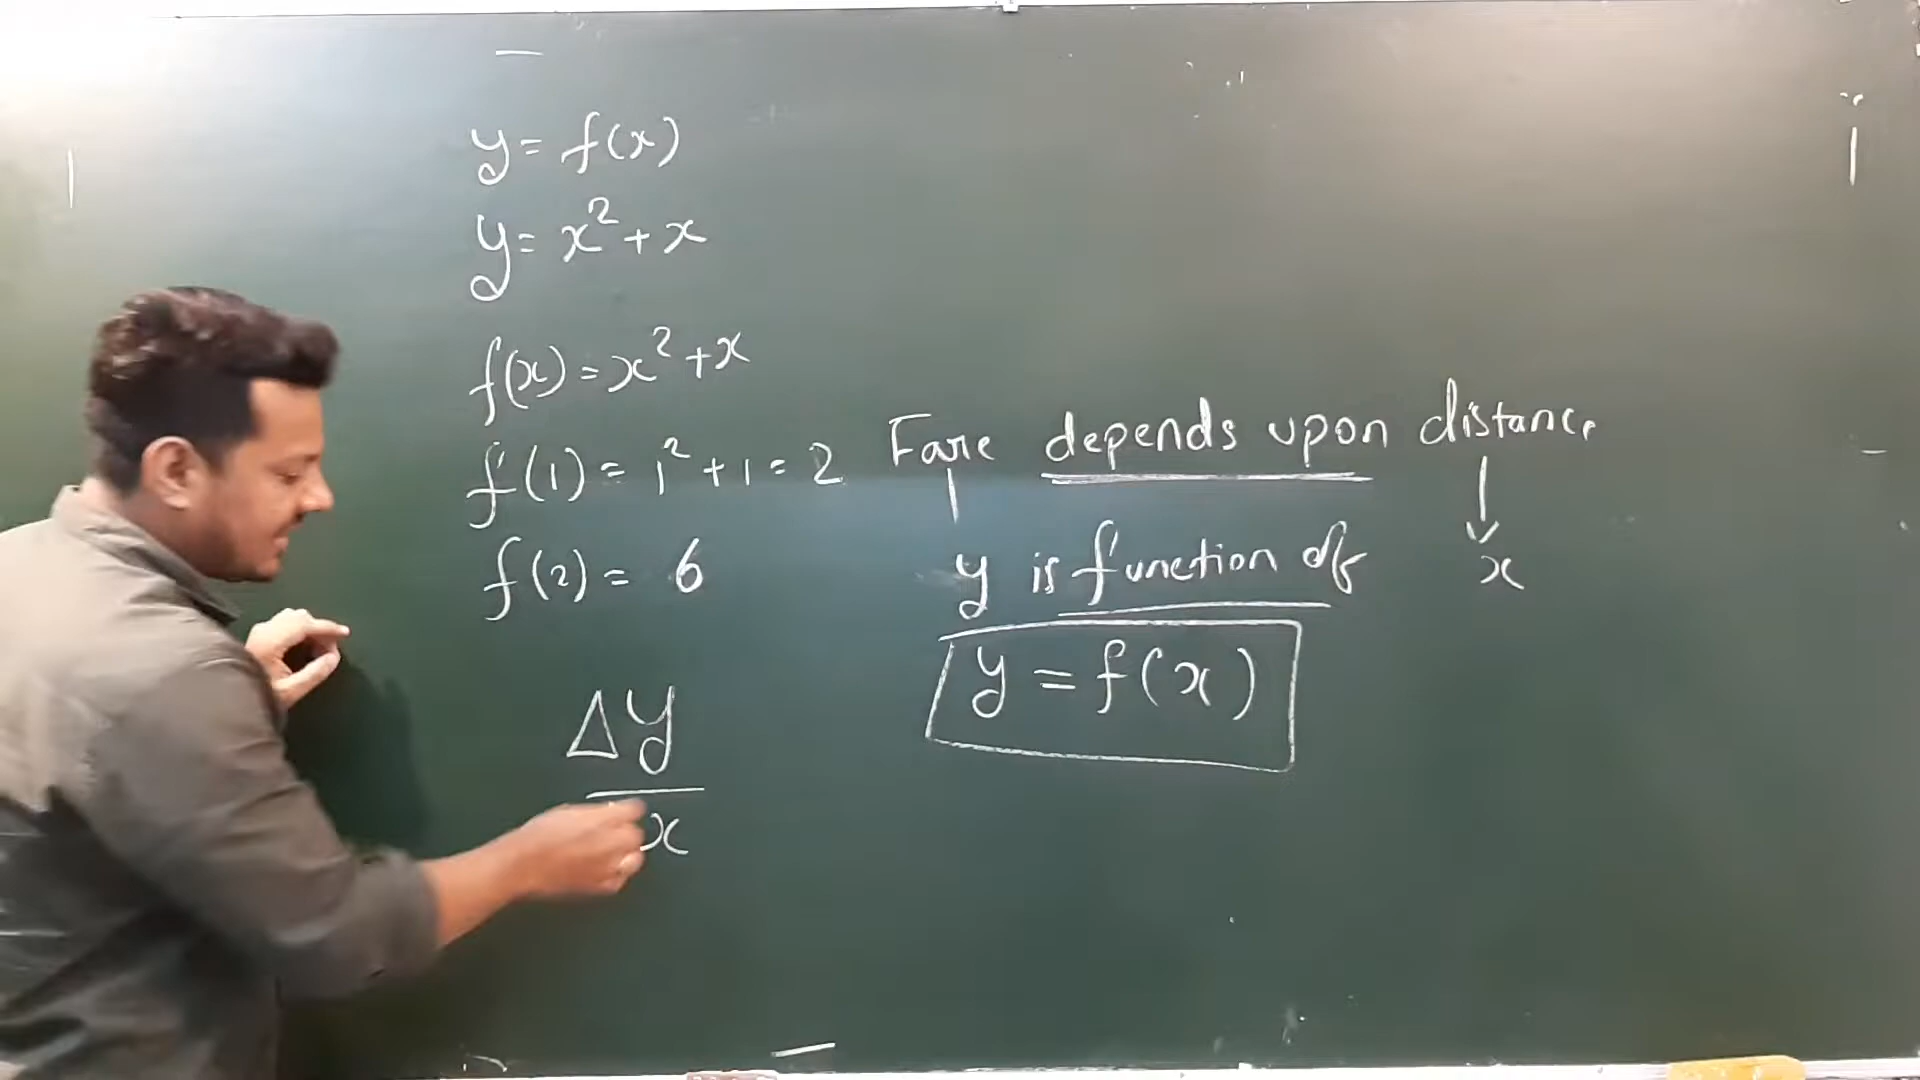 y = f(x)
y = x² + x
f(x) = x² + x
f(1) = 1² + 1 = 2
f(2) = 6
Δy
x
Fare depends upon distance
x
y is function of
y = f(x)